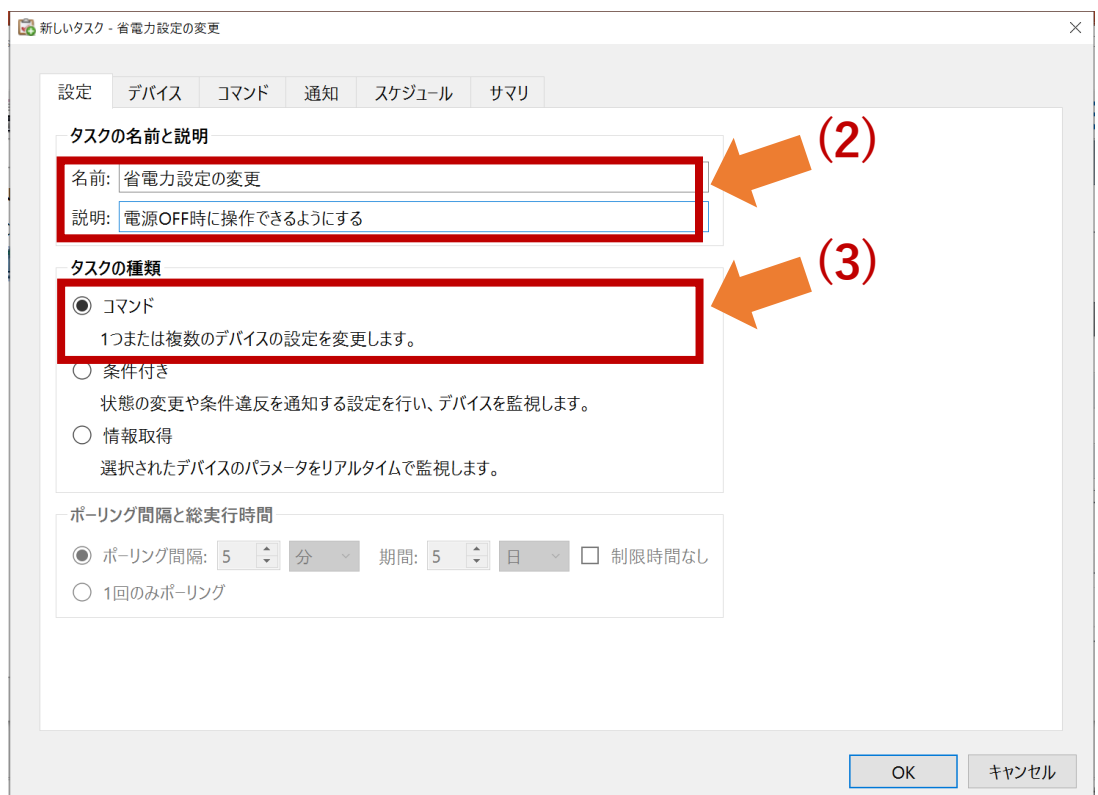 新しいタスク - 省電力設定の変更
設定 デバイス コマンド 通知 スケジュール サマリ
タスクの名前と説明
(2)
名前: 省電力設定の変更
説明: 電源OFF時に操作できるようにする
タスクの種類
(3)
コマンド
1つまたは複数のデバイスの設定を変更します。
条件付き
状態の変更や条件違反を通知する設定を行い、デバイスを監視します。
情報取得
選択されたデバイスのパラメータをリアルタイムで監視します。
ポーリング間隔と総実行時間
ポーリング間隔: 5 分 期間: 5 日 制限時間なし
1回のみポーリング
OK キャンセル